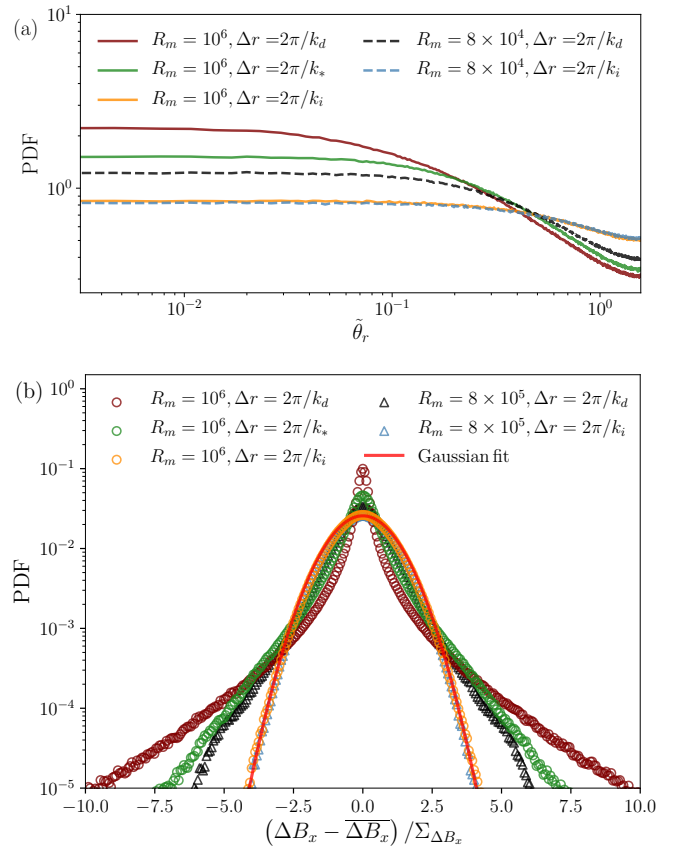 (a)
R_m = 10^6, Δr =2π/k_d
R_m = 10^6, Δr =2π/k_*
R_m = 10^6, Δr =2π/k_i
R_m = 8 × 10^4, Δr =2π/k_d
R_m = 8 × 10^4, Δr =2π/k_i
PDF
10^1
10^0
10^{-2}
10^{-1}
10^0
\tilde{θ}_r
(b)
R_m = 10^6, Δr = 2π/k_d
R_m = 10^6, Δr = 2π/k_*
R_m = 10^6, Δr = 2π/k_i
R_m = 8 × 10^5, Δr = 2π/k_d
R_m = 8 × 10^5, Δr = 2π/k_i
Gaussian fit
PDF
10^0
10^{-1}
10^{-2}
10^{-3}
10^{-4}
10^{-5}
−10.0
−7.5
−5.0
−2.5
0.0
2.5
5.0
7.5
10.0
(ΔB_x − \overline{ΔB_x}) /Σ_{ΔB_x}